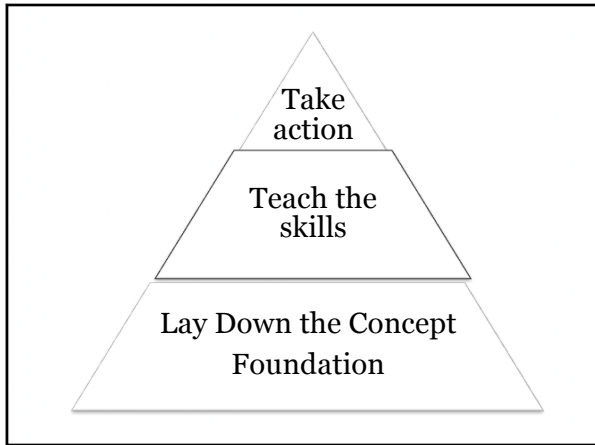 Take
action
Teach the
skills
Lay Down the Concept
Foundation